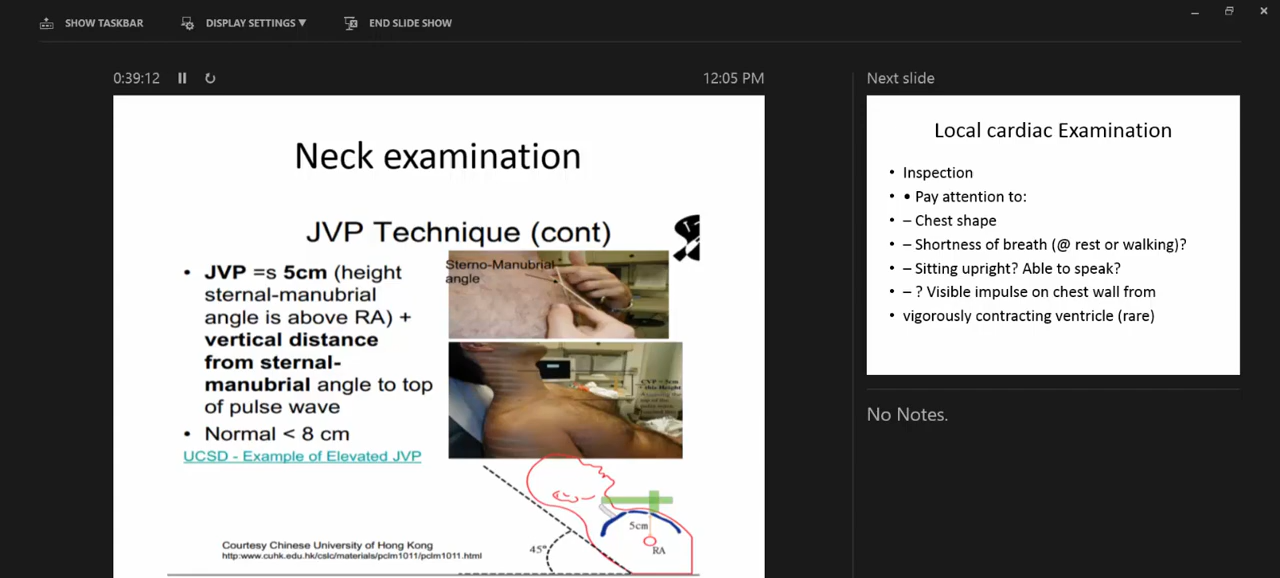 SHOW TASKBAR
DISPLAY SETTINGS ▼
END SLIDE SHOW
0:39:12
12:05 PM
Neck examination
JVP Technique (cont)
• JVP =s 5cm (height
sternal-manubrial
angle is above RA) +
vertical distance
from sternal-
manubrial angle to top
of pulse wave
• Normal < 8 cm
UCSD - Example of Elevated JVP
Sterno-Manubrial
angle
CVP = 5cm
+ this Height
5cm
RA
45°
Courtesy Chinese University of Hong Kong
http:www.cuhk.edu.hk/cslc/materials/pclm1011/pclm1011.html
Next slide
Local cardiac Examination
• Inspection
• • Pay attention to:
• – Chest shape
• – Shortness of breath (@ rest or walking)?
• – Sitting upright? Able to speak?
• – ? Visible impulse on chest wall from
• vigorously contracting ventricle (rare)
No Notes.